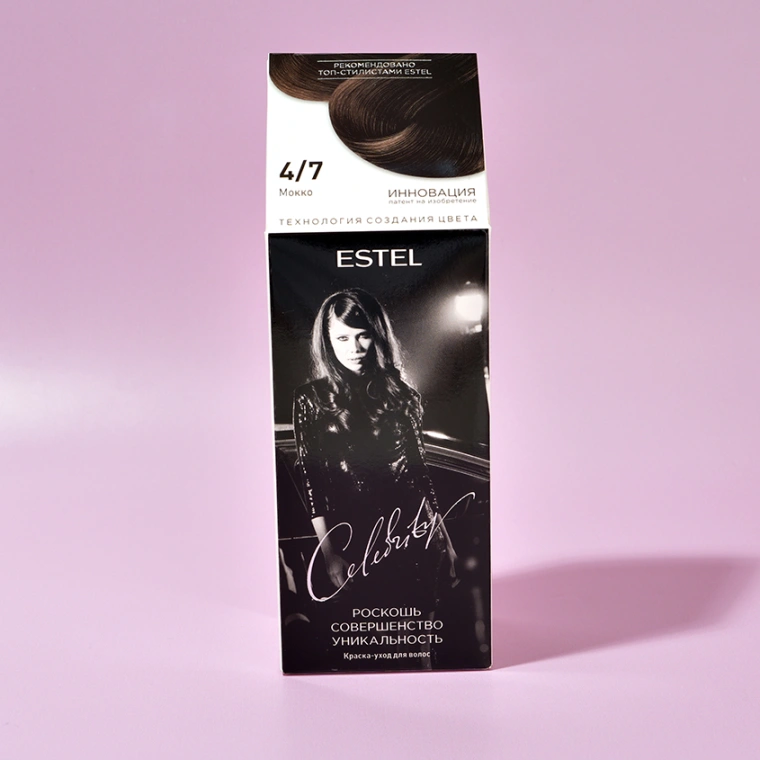 РЕКОМЕНДОВАНО
ТОП-СТИЛИСТАМИ ESTEL
4/7
Мокко
ИННОВАЦИЯ
патент на изобретение
ТЕХНОЛОГИЯ СОЗДАНИЯ ЦВЕТА
ESTEL
Celebrity
РОСКОШЬ
СОВЕРШЕНСТВО
УНИКАЛЬНОСТЬ
Краска-уход для волос